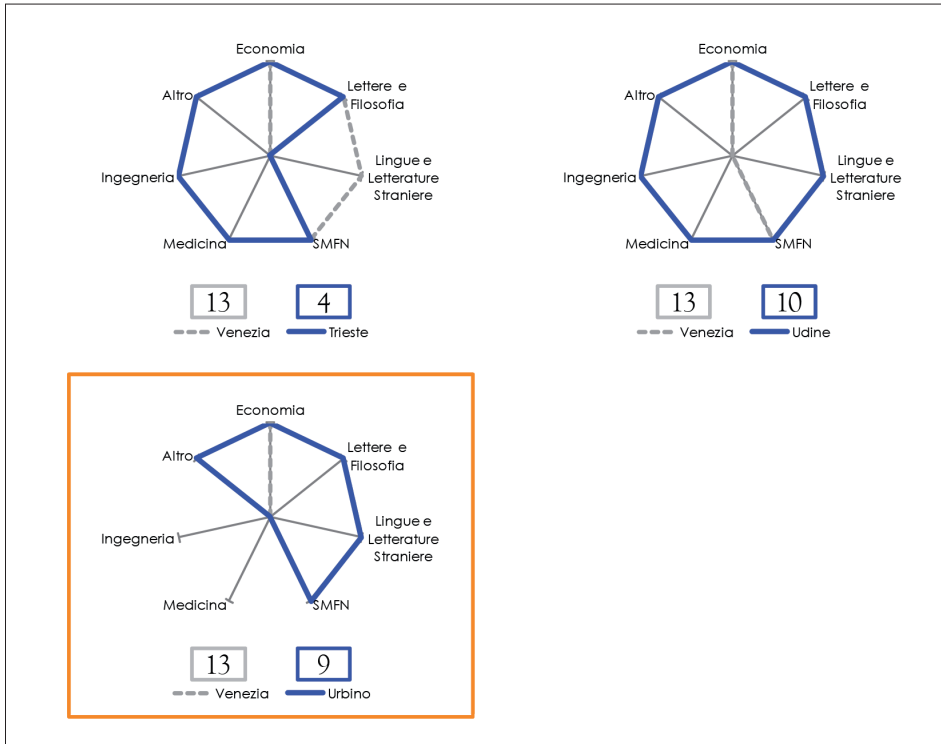 Economia
Lettere e
Filosofia
Lingue e
Letterature
Straniere
SMFN
Medicina
Ingegneria
Altro
13
4
Venezia
Trieste
Economia
Lettere e
Filosofia
Lingue e
Letterature
Straniere
SMFN
Medicina
Ingegneria
Altro
13
10
Venezia
Udine
Economia
Lettere e
Filosofia
Lingue e
Letterature
Straniere
SMFN
Medicina
Ingegneria
Altro
13
9
Venezia
Urbino